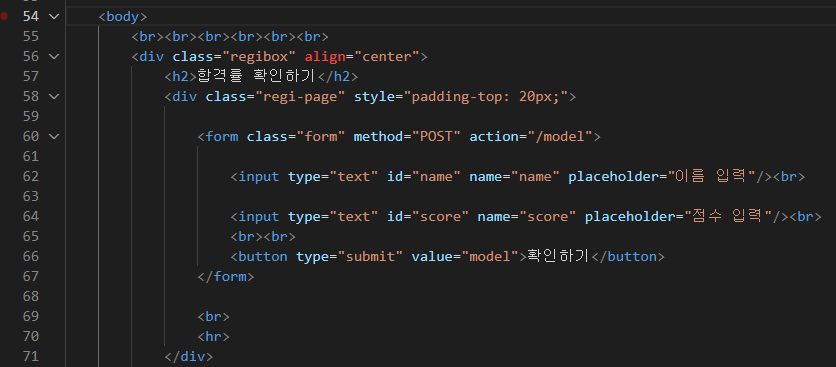 54 <body>
55 <br><br><br><br><br><br>
56 <div class="regibox" align="center">
57 <h2>합격률 확인하기</h2>
58 <div class="regi-page" style="padding-top: 20px;">
59
60 <form class="form" method="POST" action="/model">
61
62 <input type="text" id="name" name="name" placeholder="이름 입력"/><br>
63
64 <input type="text" id="score" name="score" placeholder="점수 입력"/><br>
65 <br><br>
66 <button type="submit" value="model">확인하기</button>
67 </form>
68
69 <br>
70 <hr>
71 </div>